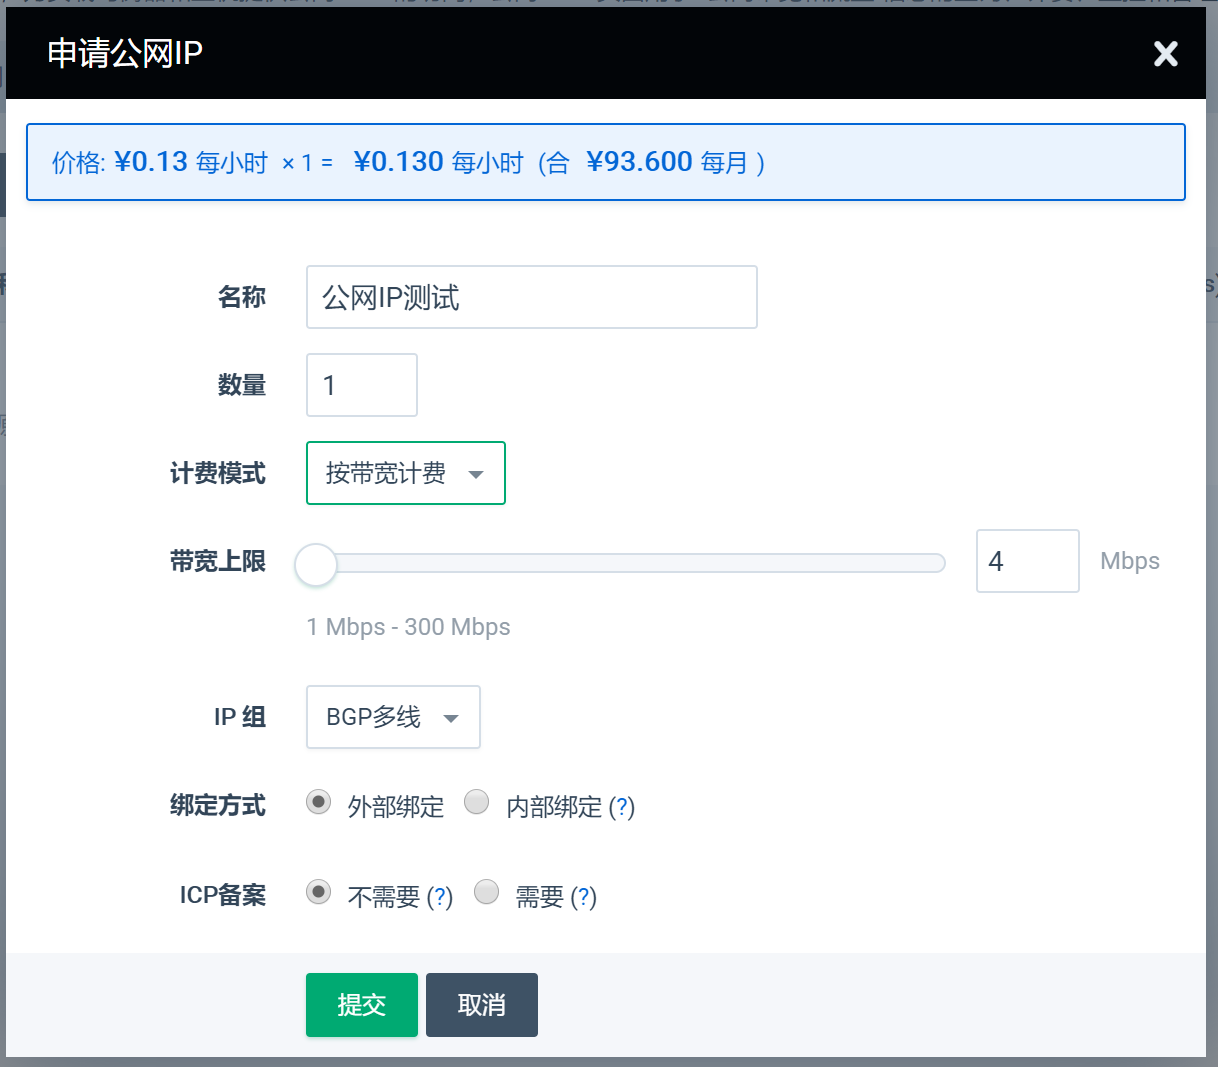 申请公网IP
价格: ¥0.13 每小时 × 1 = ¥0.130 每小时 (合 ¥93.600 每月 )
名称 公网IP测试
数量 1
计费模式 按带宽计费
带宽上限 4 Mbps
1 Mbps - 300 Mbps
IP 组 BGP多线
绑定方式 外部绑定 内部绑定 (?)
ICP备案 不需要 (?) 需要 (?)
提交 取消